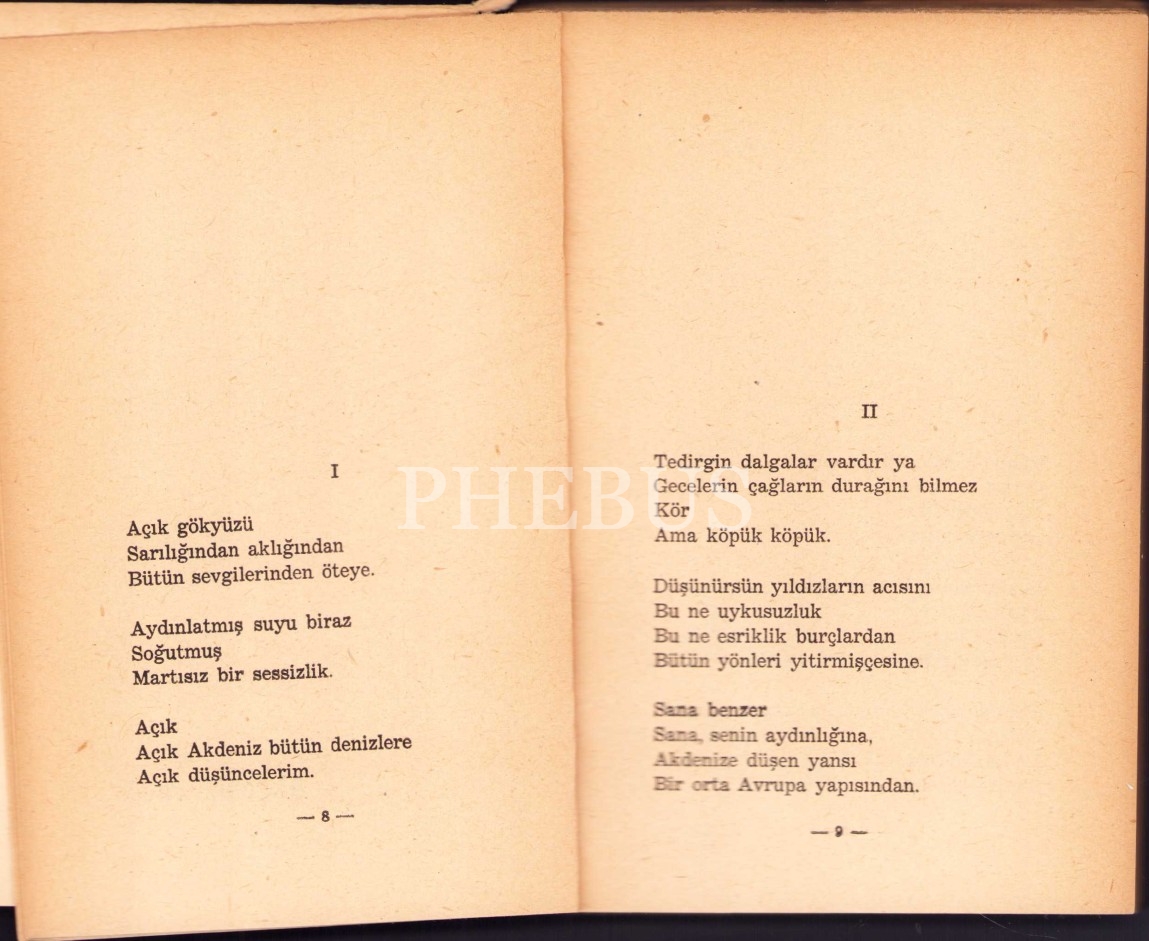 I
Açık gökyüzü
Sarılığından aklığından
Bütün sevgilerinden öteye.
Aydınlatmış suyu biraz
Soğutmuş
Martısız bir sessizlik.
Açık
Açık Akdeniz bütün denizlere
Açık düşüncelerim.
— 8 —
II
Tedirgin dalgalar vardır ya
Gecelerin çağların durağını bilmez
Kör
Ama köpük köpük.
Düşünürsün yıldızların acısını
Bu ne uykusuzluk
Bu ne esriklik burçlardan
Bütün yönleri yitirmişçesine.
Sana benzer
Sana, senin aydınlığına,
Akdenize düşen yansı
Bir orta Avrupa yapısından.
— 9 —
PHEBUS